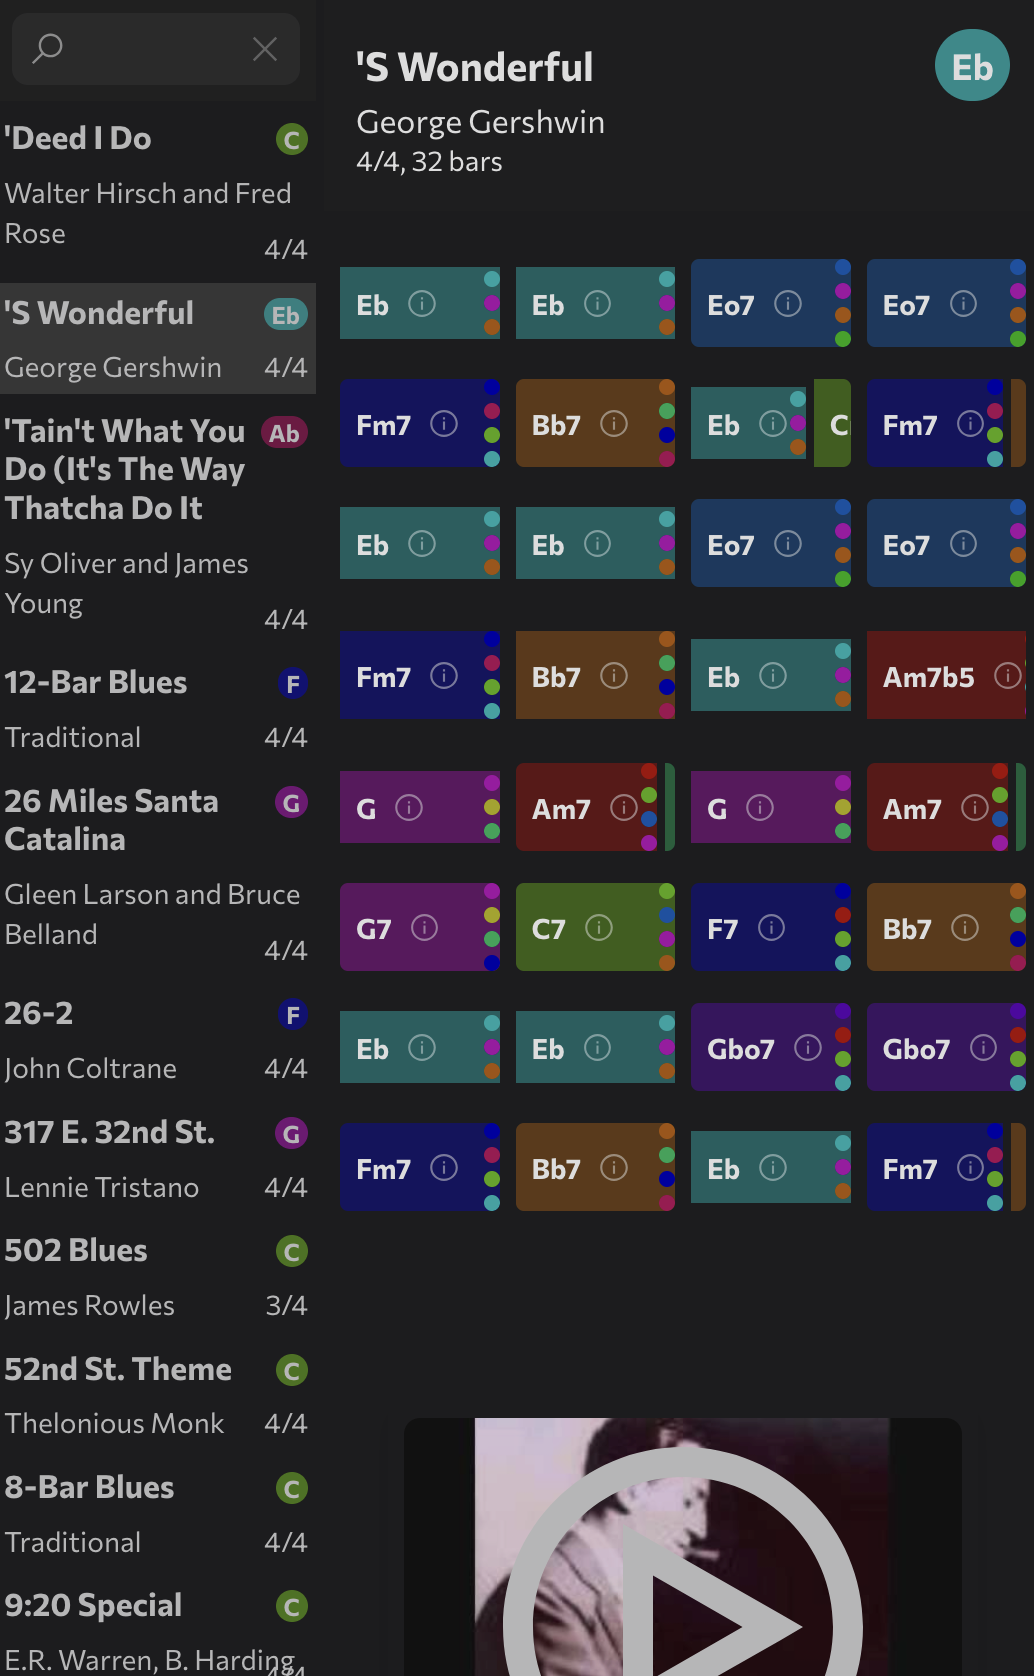 'Deed I Do
C
Walter Hirsch and Fred
Rose
4/4
'S Wonderful
Eb
George Gershwin
4/4
'Tain't What You
Ab
Do (It's The Way
Thatcha Do It
Sy Oliver and James
Young
4/4
12-Bar Blues
F
Traditional
4/4
26 Miles Santa
G
Catalina
Gleen Larson and Bruce
Belland
4/4
26-2
F
John Coltrane
4/4
317 E. 32nd St.
G
Lennie Tristano
4/4
502 Blues
C
James Rowles
3/4
52nd St. Theme
C
Thelonious Monk
4/4
8-Bar Blues
C
Traditional
4/4
9:20 Special
C
E.R. Warren, B. Harding,
4/4
'S Wonderful
Eb
George Gershwin
4/4, 32 bars
Eb Eb Eo7 Eo7
Fm7 Bb7 Eb C Fm7
Eb Eb Eo7 Eo7
Fm7 Bb7 Eb Am7b5
G Am7 G Am7
G7 C7 F7 Bb7
Eb Eb Gbo7 Gbo7
Fm7 Bb7 Eb Fm7